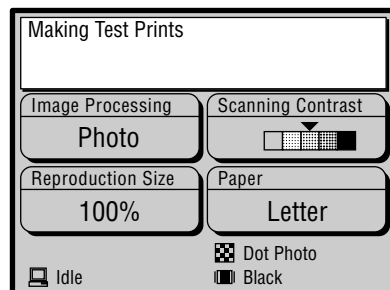 Making Test Prints
Image Processing
Photo
Scanning Contrast
Reproduction Size
100%
Paper
Letter
Dot Photo
Idle
Black